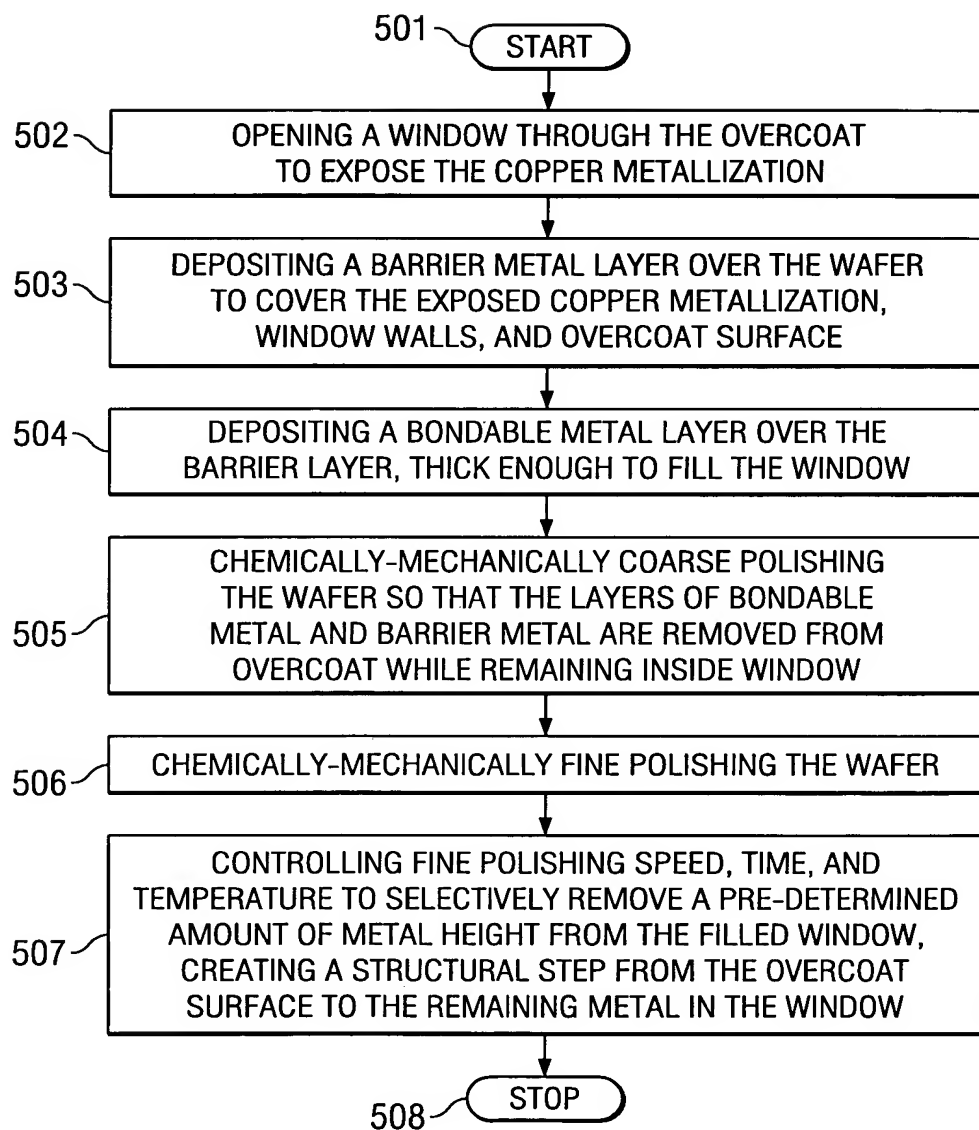 501
START
502
OPENING A WINDOW THROUGH THE OVERCOAT
TO EXPOSE THE COPPER METALLIZATION
503
DEPOSITING A BARRIER METAL LAYER OVER THE WAFER
TO COVER THE EXPOSED COPPER METALLIZATION,
WINDOW WALLS, AND OVERCOAT SURFACE
504
DEPOSITING A BONDABLE METAL LAYER OVER THE
BARRIER LAYER, THICK ENOUGH TO FILL THE WINDOW
505
CHEMICALLY-MECHANICALLY COARSE POLISHING
THE WAFER SO THAT THE LAYERS OF BONDABLE
METAL AND BARRIER METAL ARE REMOVED FROM
OVERCOAT WHILE REMAINING INSIDE WINDOW
506
CHEMICALLY-MECHANICALLY FINE POLISHING THE WAFER
507
CONTROLLING FINE POLISHING SPEED, TIME, AND
TEMPERATURE TO SELECTIVELY REMOVE A PRE-DETERMINED
AMOUNT OF METAL HEIGHT FROM THE FILLED WINDOW,
CREATING A STRUCTURAL STEP FROM THE OVERCOAT
SURFACE TO THE REMAINING METAL IN THE WINDOW
508
STOP